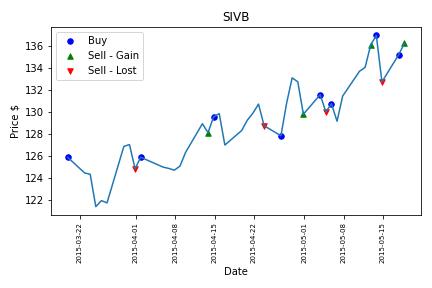 SIVB
Buy
Sell - Gain
Sell - Lost
Price $
136
134
132
130
128
126
124
122
2015-03-22
2015-04-01
2015-04-08
2015-04-15
2015-04-22
2015-05-01
2015-05-08
2015-05-15
Date